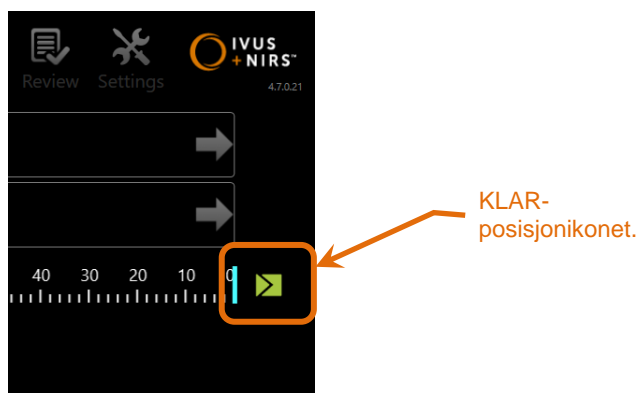 IVUS
+NIRS™
Review Settings
4.7.0.21
KLAR-
posisjonikonet.
40 30 20 10 0